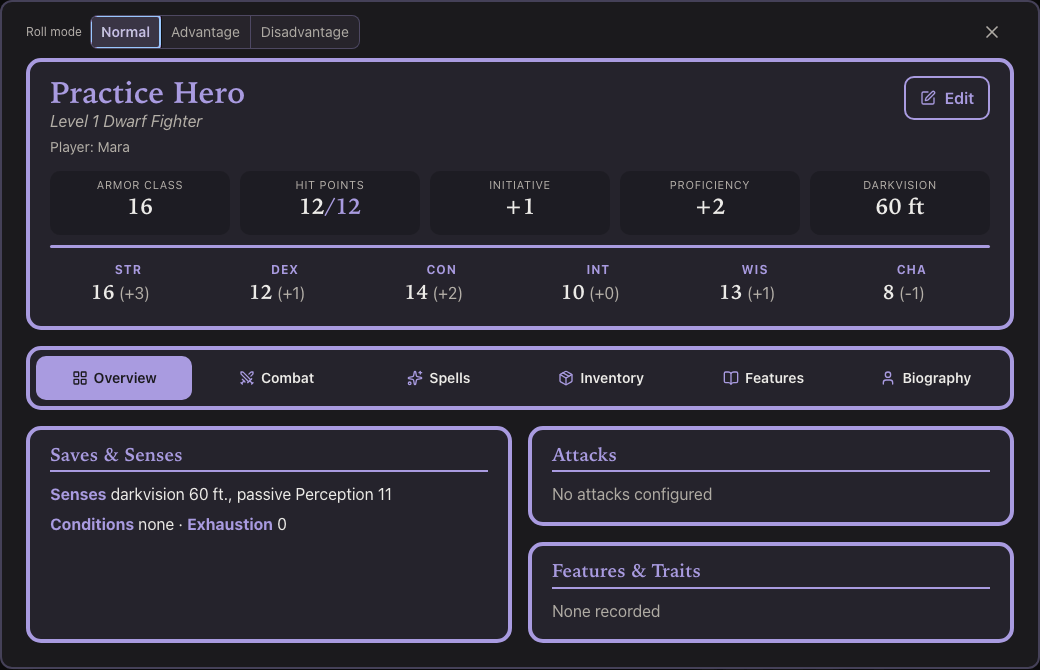 Roll mode Normal Advantage Disadvantage
Practice Hero
Edit
Level 1 Dwarf Fighter
Player: Mara
ARMOR CLASS HIT POINTS INITIATIVE PROFICIENCY DARKVISION
16 12/12 +1 +2 60 ft
STR DEX CON INT WIS CHA
16 (+3) 12 (+1) 14 (+2) 10 (+0) 13 (+1) 8 (-1)
Overview Combat Spells Inventory Features Biography
Saves & Senses
Senses darkvision 60 ft., passive Perception 11
Conditions none · Exhaustion 0
Attacks
No attacks configured
Features & Traits
None recorded